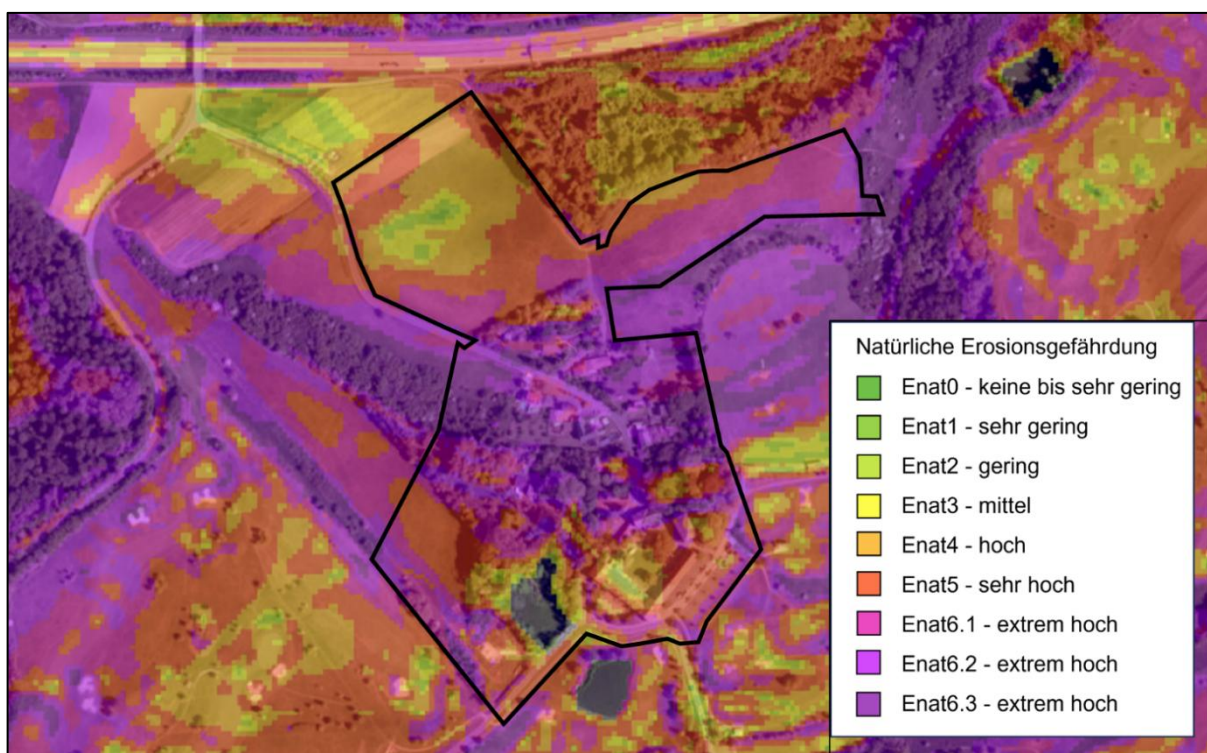 Natürliche Erosionsgefährdung
Enat0 - keine bis sehr gering
Enat1 - sehr gering
Enat2 - gering
Enat3 - mittel
Enat4 - hoch
Enat5 - sehr hoch
Enat6.1 - extrem hoch
Enat6.2 - extrem hoch
Enat6.3 - extrem hoch